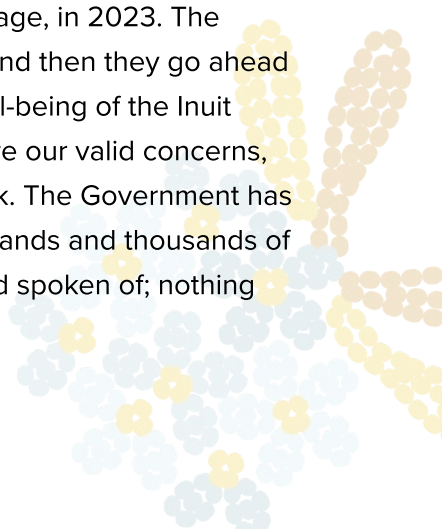 age, in 2023. The
nd then they go ahead
l-being of the Inuit
e our valid concerns,
k. The Government has
ands and thousands of
d spoken of; nothing